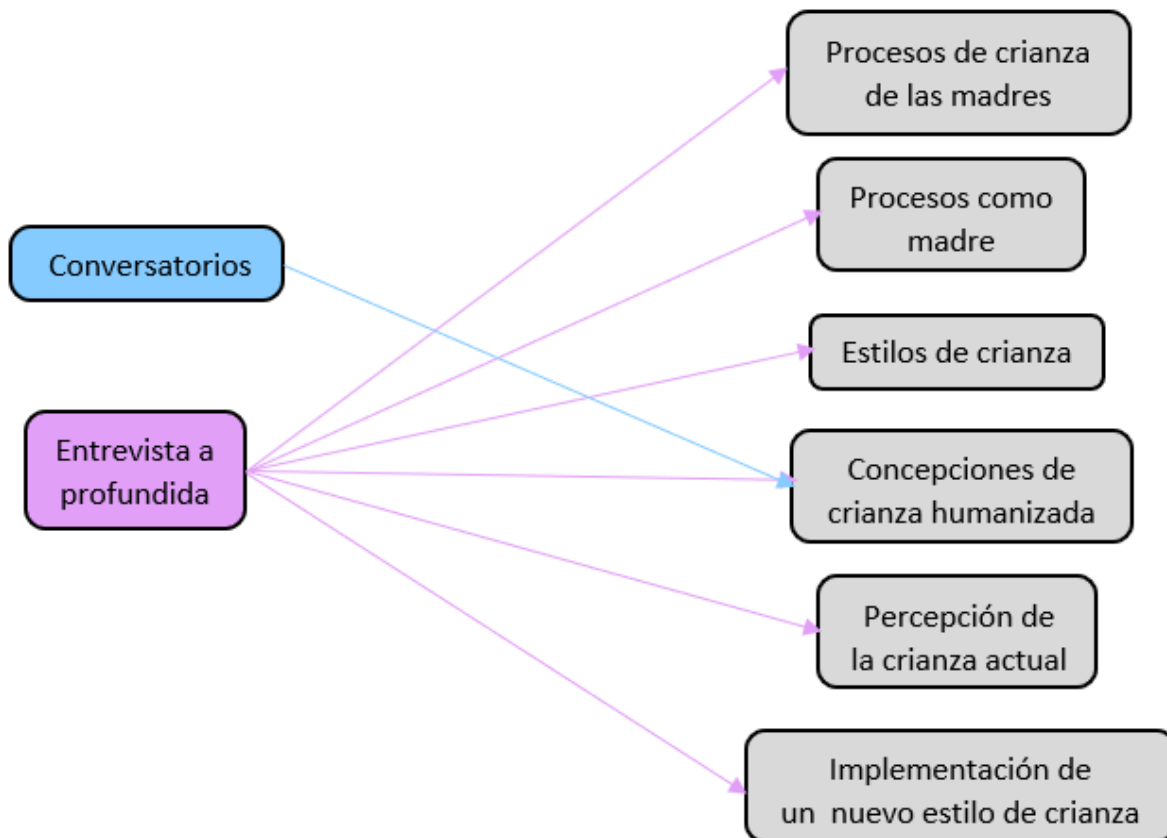 Conversatorios
Entrevista a
profundida
Procesos de crianza
de las madres
Procesos como
madre
Estilos de crianza
Concepciones de
crianza humanizada
Percepción de
la crianza actual
Implementación de
un nuevo estilo de crianza